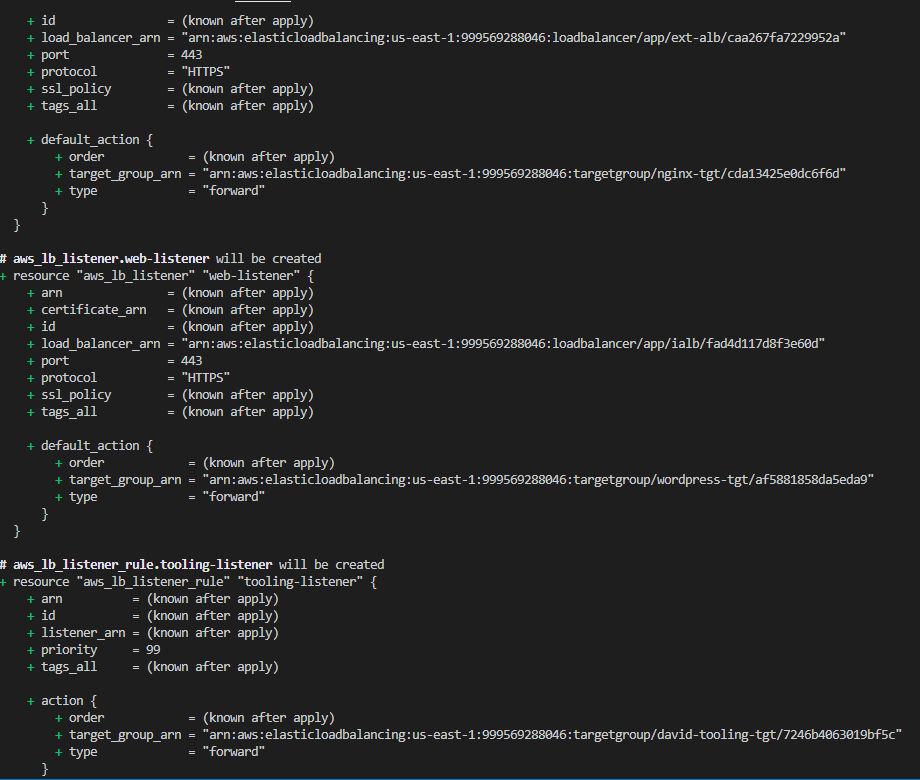 + id                = (known after apply)
+ load_balancer_arn = "arn:aws:elasticloadbalancing:us-east-1:999569288046:loadbalancer/app/ext-alb/caa267fa7229952a"
+ port              = 443
+ protocol          = "HTTPS"
+ ssl_policy        = (known after apply)
+ tags_all          = (known after apply)
+ default_action {
+ order            = (known after apply)
+ target_group_arn = "arn:aws:elasticloadbalancing:us-east-1:999569288046:targetgroup/nginx-tgt/cda13425e0dc6f6d"
+ type             = "forward"
}
}
# aws_lb_listener.web-listener will be created
+ resource "aws_lb_listener" "web-listener" {
+ arn               = (known after apply)
+ certificate_arn   = (known after apply)
+ id                = (known after apply)
+ load_balancer_arn = "arn:aws:elasticloadbalancing:us-east-1:999569288046:loadbalancer/app/ialb/fad4d117d8f3e60d"
+ port              = 443
+ protocol          = "HTTPS"
+ ssl_policy        = (known after apply)
+ tags_all          = (known after apply)
+ default_action {
+ order            = (known after apply)
+ target_group_arn = "arn:aws:elasticloadbalancing:us-east-1:999569288046:targetgroup/wordpress-tgt/af5881858da5eda9"
+ type             = "forward"
}
}
# aws_lb_listener_rule.tooling-listener will be created
+ resource "aws_lb_listener_rule" "tooling-listener" {
+ arn          = (known after apply)
+ id           = (known after apply)
+ listener_arn = (known after apply)
+ priority     = 99
+ tags_all     = (known after apply)
+ action {
+ order            = (known after apply)
+ target_group_arn = "arn:aws:elasticloadbalancing:us-east-1:999569288046:targetgroup/david-tooling-tgt/7246b4063019bf5c"
+ type             = "forward"
}